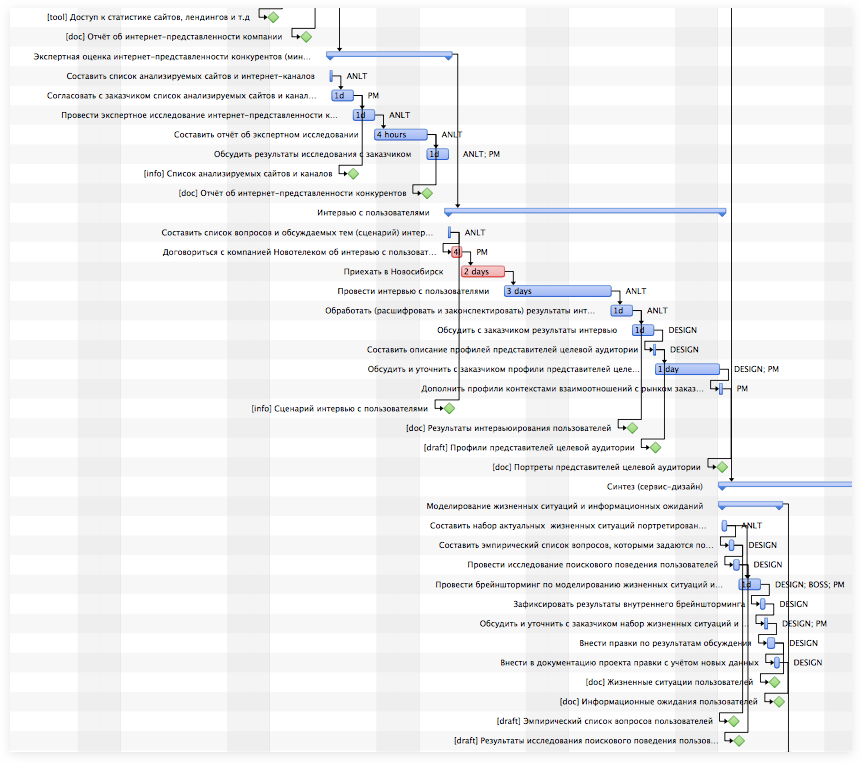 [tool] Доступ к статистике сайтов, лендингов и т.д
[doc] Отчёт об интернет-представленности компании
Экспертная оценка интернет-представленности конкурентов (мин...
Составить список анализируемых сайтов и интернет-каналов ANLT
Согласовать с заказчиком список анализируемых сайтов и канал... 1d PM
Провести экспертное исследование интернет-представленности к... 1d ANLT
Составить отчёт об экспертном исследовании 4 hours ANLT
Обсудить результаты исследования с заказчиком 1d ANLT; PM
[info] Список анализируемых сайтов и каналов
[doc] Отчет об интернет-представленности конкурентов
Интервью с пользователями
Составить список вопросов и обсуждаемых тем (сценарий) интер... ANLT
Договориться с компанией Новотелеком об интервью с пользоват... 4 PM
Приехать в Новосибирск 2 days
Провести интервью с пользователями 3 days ANLT
Обработать (расшифровать и законспектировать) результаты инт... 1d ANLT
Обсудить с заказчиком результаты интервью 1d DESIGN
Составить описание профилей представителей целевой аудитории DESIGN
Обсудить и уточнить с заказчиком профили представителей целе... 1 day DESIGN; PM
Дополнить профили контекстами взаимоотношений с рынком заказ... PM
[info] Сценарий интервью с пользователями
[doc] Результаты интервьюирования пользователей
[draft] Профили представителей целевой аудитории
[doc] Портреты представителей целевой аудитории
Синтез (сервис-дизайн)
Моделирование жизненных ситуаций и информационных ожиданий
Составить набор актуальных жизненных ситуаций портретирован... ANLT
Составить эмпирический список вопросов, которыми задаются по... DESIGN
Провести исследование поискового поведения пользователей DESIGN
Провести брейншторминг по моделированию жизненных ситуаций и... 1d DESIGN; BOSS; PM
Зафиксировать результаты внутреннего брейншторминга DESIGN
Обсудить и уточнить с заказчиком набор жизненных ситуаций и ... DESIGN; PM
Внести правки по результатам обсуждения DESIGN
Внести в документацию проекта правки с учётом новых данных DESIGN
[doc] Жизненные ситуации пользователей
[doc] Информационные ожидания пользователей
[draft] Эмпирический список вопросов пользователей
[draft] Результаты исследования поискового поведения пользов...